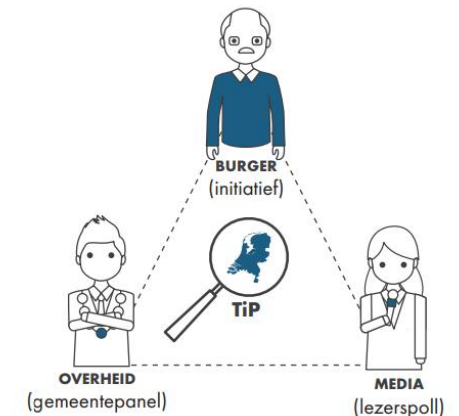 BURGER
(initiatief)
TiP
OVERHEID
(gemeentepanel)
MEDIA
(lezerspoll)